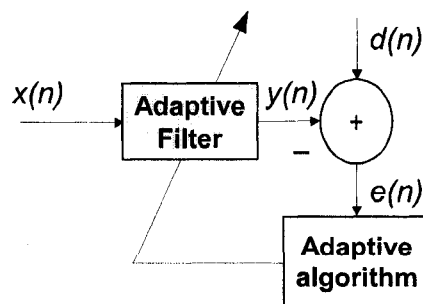 d(n)
x(n)
Adaptive
Filter
y(n)
+
−
e(n)
Adaptive
algorithm